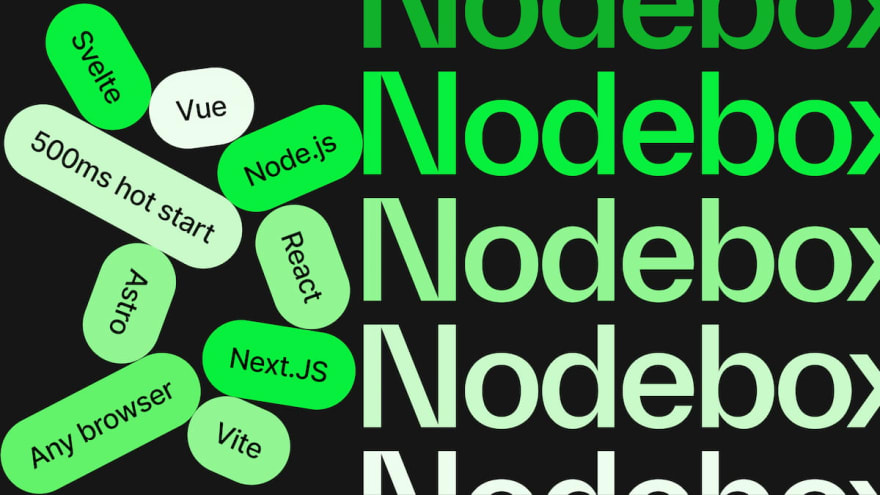 Svelte
Vue
Node.js
500ms hot start
React
Astro
Next.JS
Any browser
Vite
Nodebox
Nodebox
Nodebox
Nodebox
Nodebox